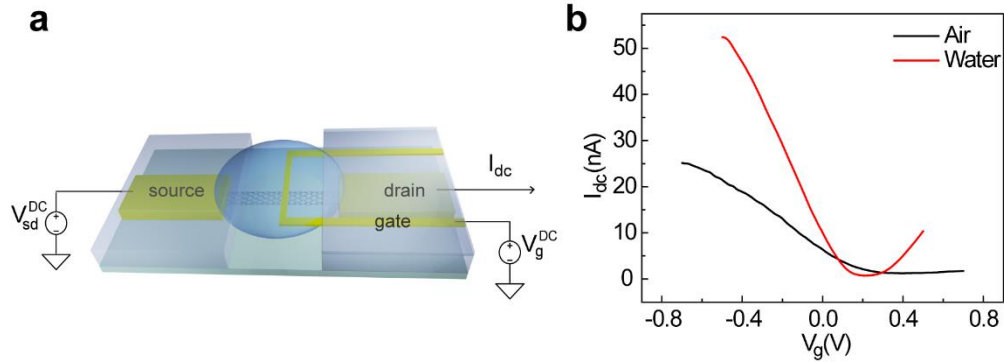 a
source
drain
gate
I_dc
V_sd^DC
V_g^DC
b
Air
Water
I_dc(nA)
50
40
30
20
10
0
-0.8
-0.4
0.0
0.4
0.8
V_g(V)